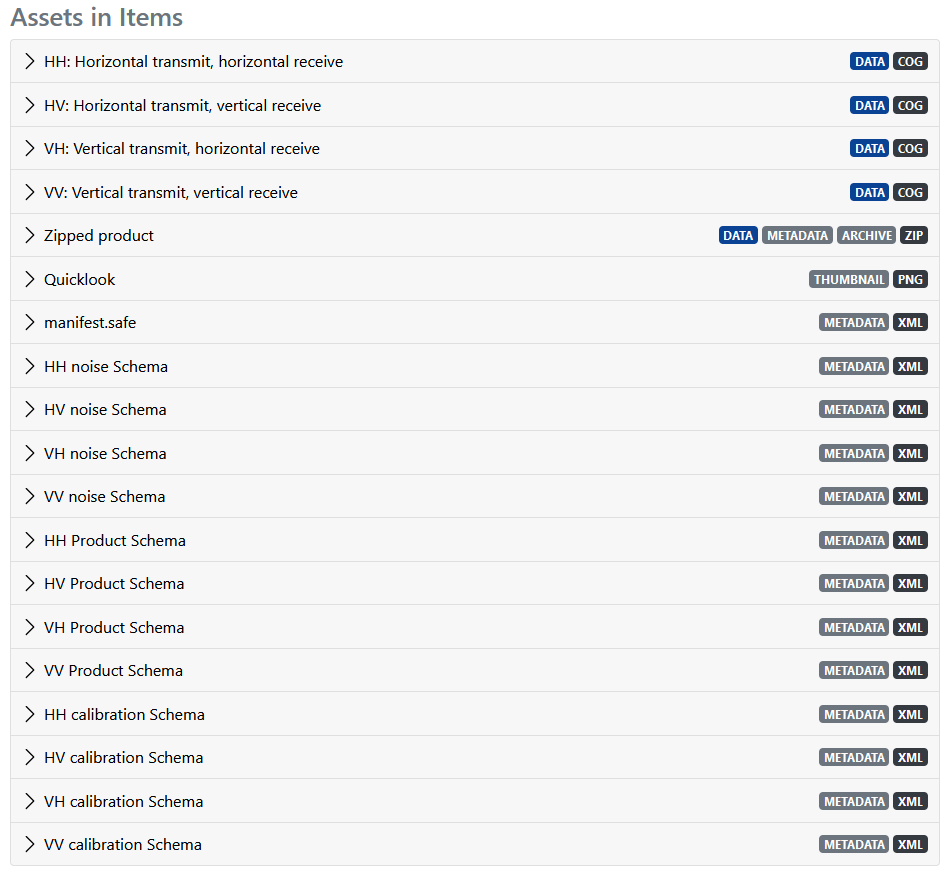 Assets in Items
HH: Horizontal transmit, horizontal receive DATA COG
HV: Horizontal transmit, vertical receive DATA COG
VH: Vertical transmit, horizontal receive DATA COG
VV: Vertical transmit, vertical receive DATA COG
Zipped product DATA METADATA ARCHIVE ZIP
Quicklook THUMBNAIL PNG
manifest.safe METADATA XML
HH noise Schema METADATA XML
HV noise Schema METADATA XML
VH noise Schema METADATA XML
VV noise Schema METADATA XML
HH Product Schema METADATA XML
HV Product Schema METADATA XML
VH Product Schema METADATA XML
VV Product Schema METADATA XML
HH calibration Schema METADATA XML
HV calibration Schema METADATA XML
VH calibration Schema METADATA XML
VV calibration Schema METADATA XML